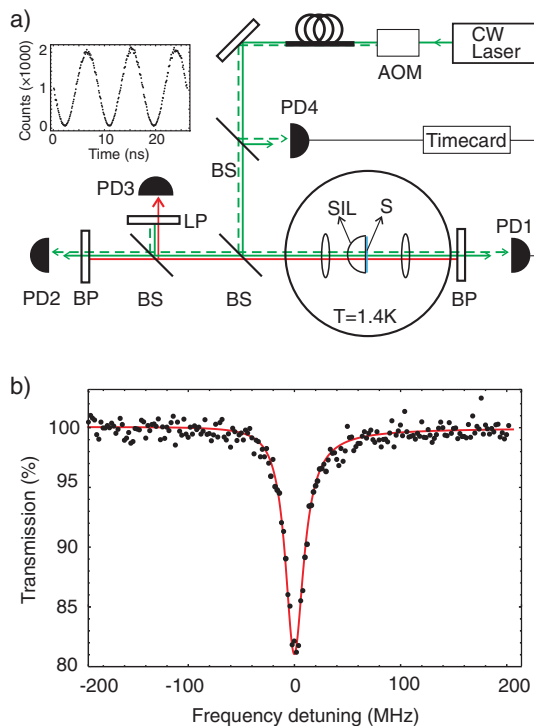 a)
Counts (×1000)
2
1
0
0
10
20
Time (ns)
AOM
CW
Laser
PD4
Timecard
BS
PD3
LP
SIL
S
PD1
PD2
BP
BS
BS
T=1.4K
BP
b)
Transmission (%)
100
95
90
85
80
-200
-100
0
100
200
Frequency detuning (MHz)